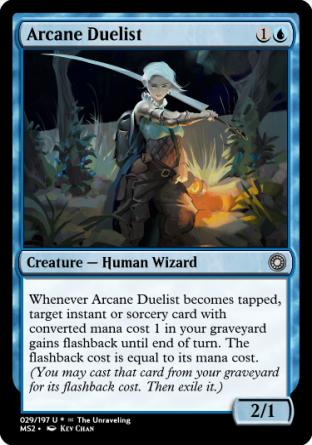 Arcane Duelist 1
Creature — Human Wizard
Whenever Arcane Duelist becomes tapped,
target instant or sorcery card with
converted mana cost 1 in your graveyard
gains flashback until end of turn. The
flashback cost is equal to its mana cost.
(You may cast that card from your graveyard
for its flashback cost. Then exile it.)
2/1
029/197 U * = The Unraveling
MS2 • Kev Chan